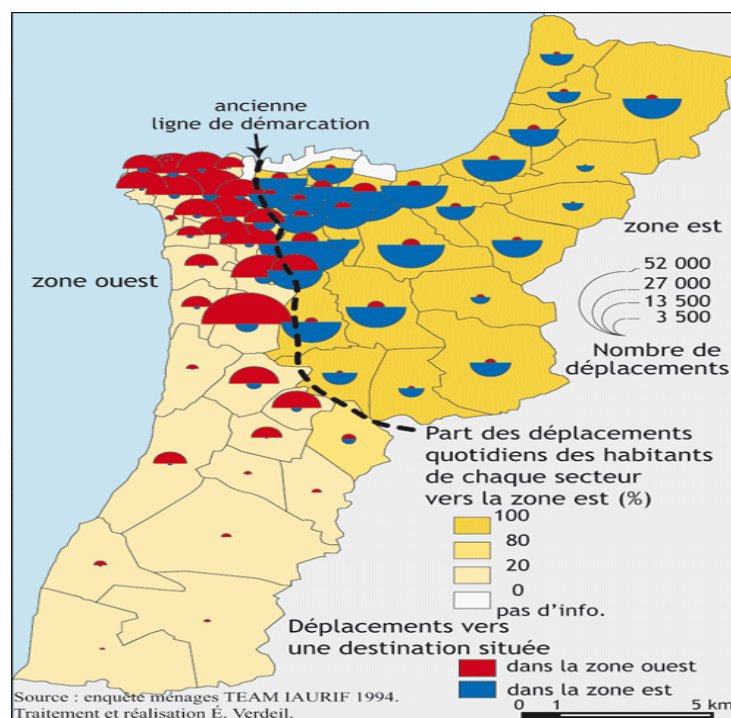 ancienne
ligne de démarcation
zone est
zone ouest
52 000
27 000
13 500
3 500
Nombre de
déplacements
Part des déplacements
quotidiens des habitants
de chaque secteur
vers la zone est (%)
100
80
20
0
pas d'info.
Déplacements vers
une destination située
dans la zone ouest
dans la zone est
Source : enquête ménages TEAM IAURIF 1994.
Traitement et réalisation É. Verdeil.
0 1 5 km